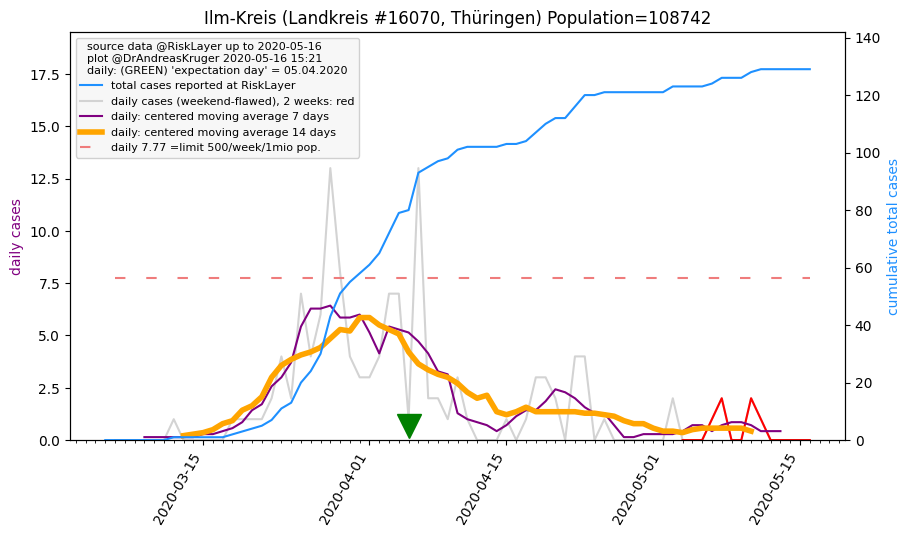 Ilm-Kreis (Landkreis #16070, Thüringen) Population=108742
source data @RiskLayer up to 2020-05-16
plot @DrAndreasKruger 2020-05-16 15:21
daily: (GREEN) 'expectation day' = 05.04.2020
total cases reported at RiskLayer
daily cases (weekend-flawed), 2 weeks: red
daily: centered moving average 7 days
daily: centered moving average 14 days
daily 7.77 =limit 500/week/1mio pop.
daily cases
17.5
15.0
12.5
10.0
7.5
5.0
2.5
0.0
140
120
100
80
60
40
20
0
cumulative total cases
2020-03-15
2020-04-01
2020-04-15
2020-05-01
2020-05-15